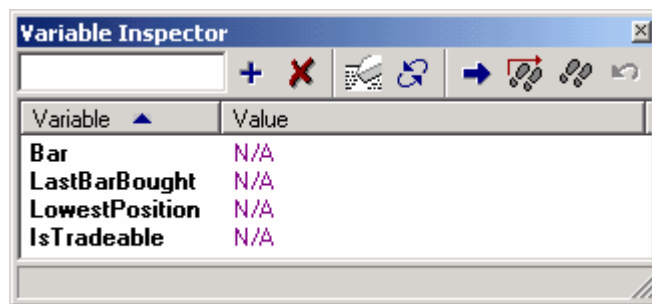 Variable Inspector
Variable Value
Bar N/A
LastBarBought N/A
LowestPosition N/A
IsTradeable N/A